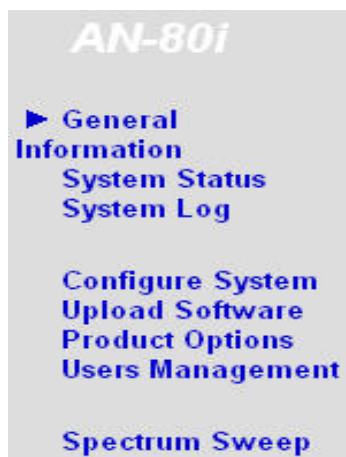 AN-80i
General
Information
System Status
System Log
Configure System
Upload Software
Product Options
Users Management
Spectrum Sweep